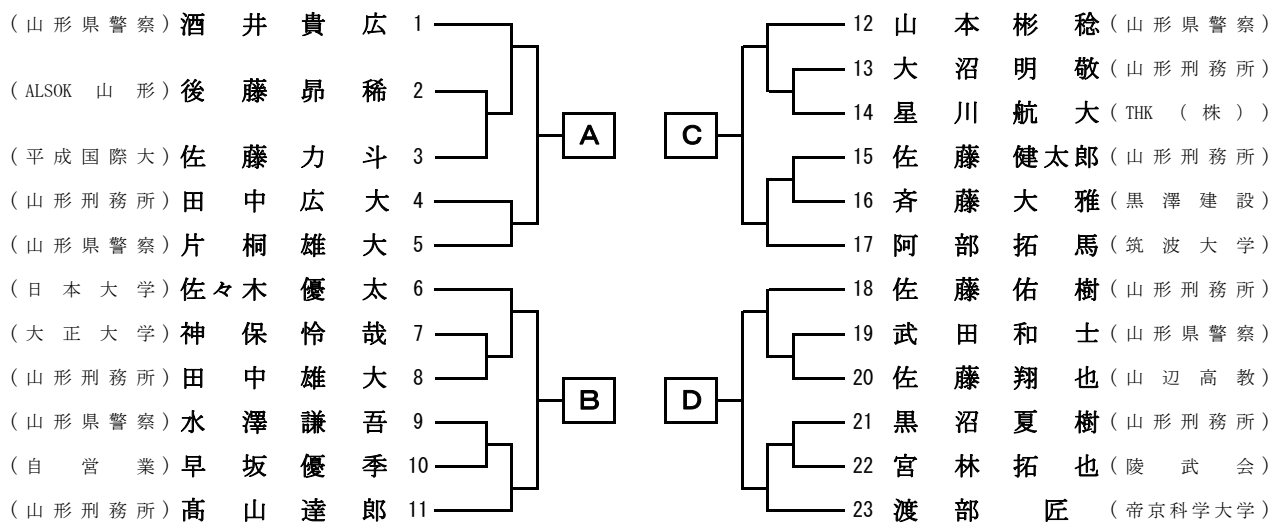 (山形県警察) 酒井貴広 1
(ALSOK 山形) 後藤昴稀 2
(平成国際大) 佐藤力斗 3
(山形刑務所) 田中広大 4
(山形県警察) 片桐雄大 5
A
(日本大学) 佐々木優太 6
(大正大学) 神保怜哉 7
(山形刑務所) 田中雄大 8
(山形県警察) 水澤謙吾 9
(自営業) 早坂優季 10
(山形刑務所) 髙山達郎 11
B
12 山本彬稔 (山形県警察)
13 大沼明敬 (山形刑務所)
14 星川航大 (THK (株))
15 佐藤健太郎 (山形刑務所)
16 斉藤大雅 (黒澤建設)
17 阿部拓馬 (筑波大学)
C
18 佐藤佑樹 (山形刑務所)
19 武田和士 (山形県警察)
20 佐藤翔也 (山辺高教)
21 黒沼夏樹 (山形刑務所)
22 宮林拓也 (陵武会)
23 渡部匠 (帝京科学大学)
D